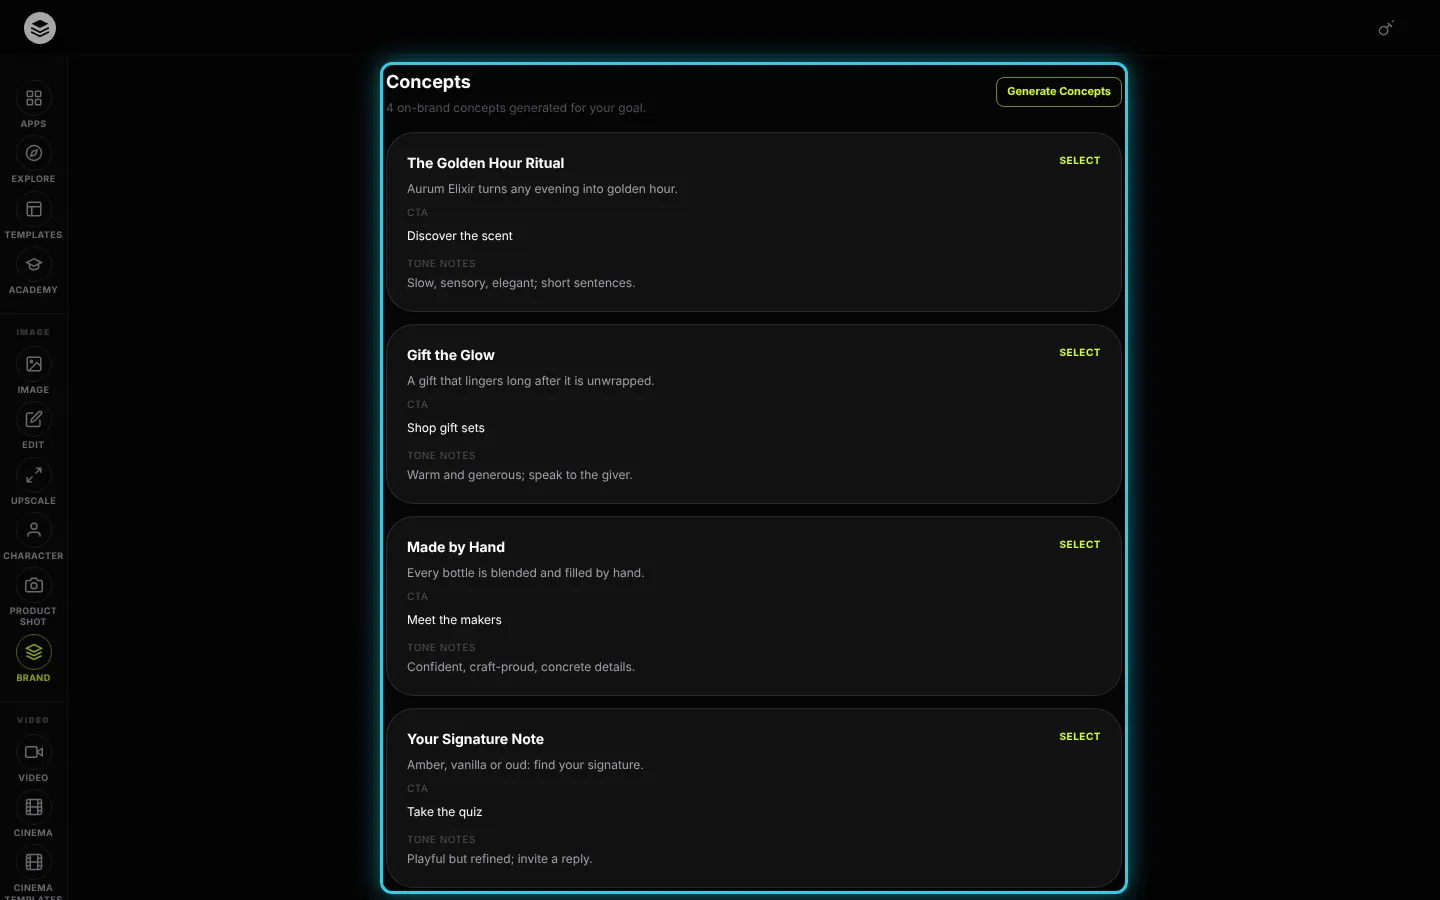 APPS
EXPLORE
TEMPLATES
ACADEMY
IMAGE
IMAGE
EDIT
UPSCALE
CHARACTER
PRODUCT
SHOT
BRAND
VIDEO
VIDEO
CINEMA
CINEMA
TEMPLATES
Concepts
Generate Concepts
4 on-brand concepts generated for your goal.
The Golden Hour Ritual
SELECT
Aurum Elixir turns any evening into golden hour.
CTA
Discover the scent
TONE NOTES
Slow, sensory, elegant; short sentences.
Gift the Glow
SELECT
A gift that lingers long after it is unwrapped.
CTA
Shop gift sets
TONE NOTES
Warm and generous; speak to the giver.
Made by Hand
SELECT
Every bottle is blended and filled by hand.
CTA
Meet the makers
TONE NOTES
Confident, craft-proud, concrete details.
Your Signature Note
SELECT
Amber, vanilla or oud: find your signature.
CTA
Take the quiz
TONE NOTES
Playful but refined; invite a reply.